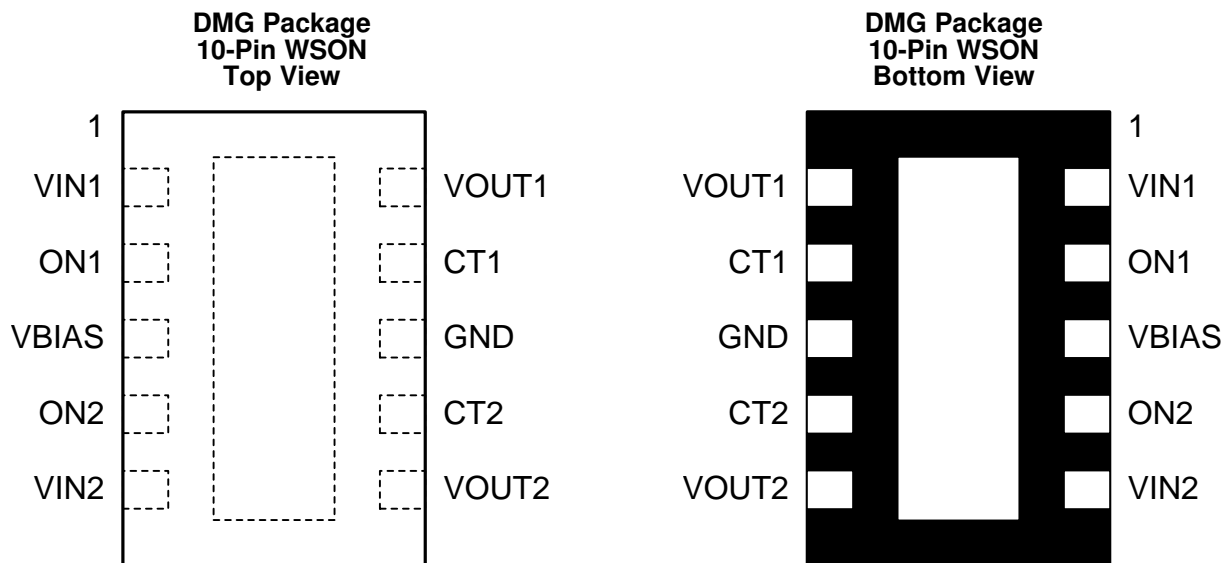 DMG Package
10-Pin WSON
Top View
1
VIN1
ON1
VBIAS
ON2
VIN2
VOUT1
CT1
GND
CT2
VOUT2
DMG Package
10-Pin WSON
Bottom View
VOUT1
CT1
GND
CT2
VOUT2
1
VIN1
ON1
VBIAS
ON2
VIN2